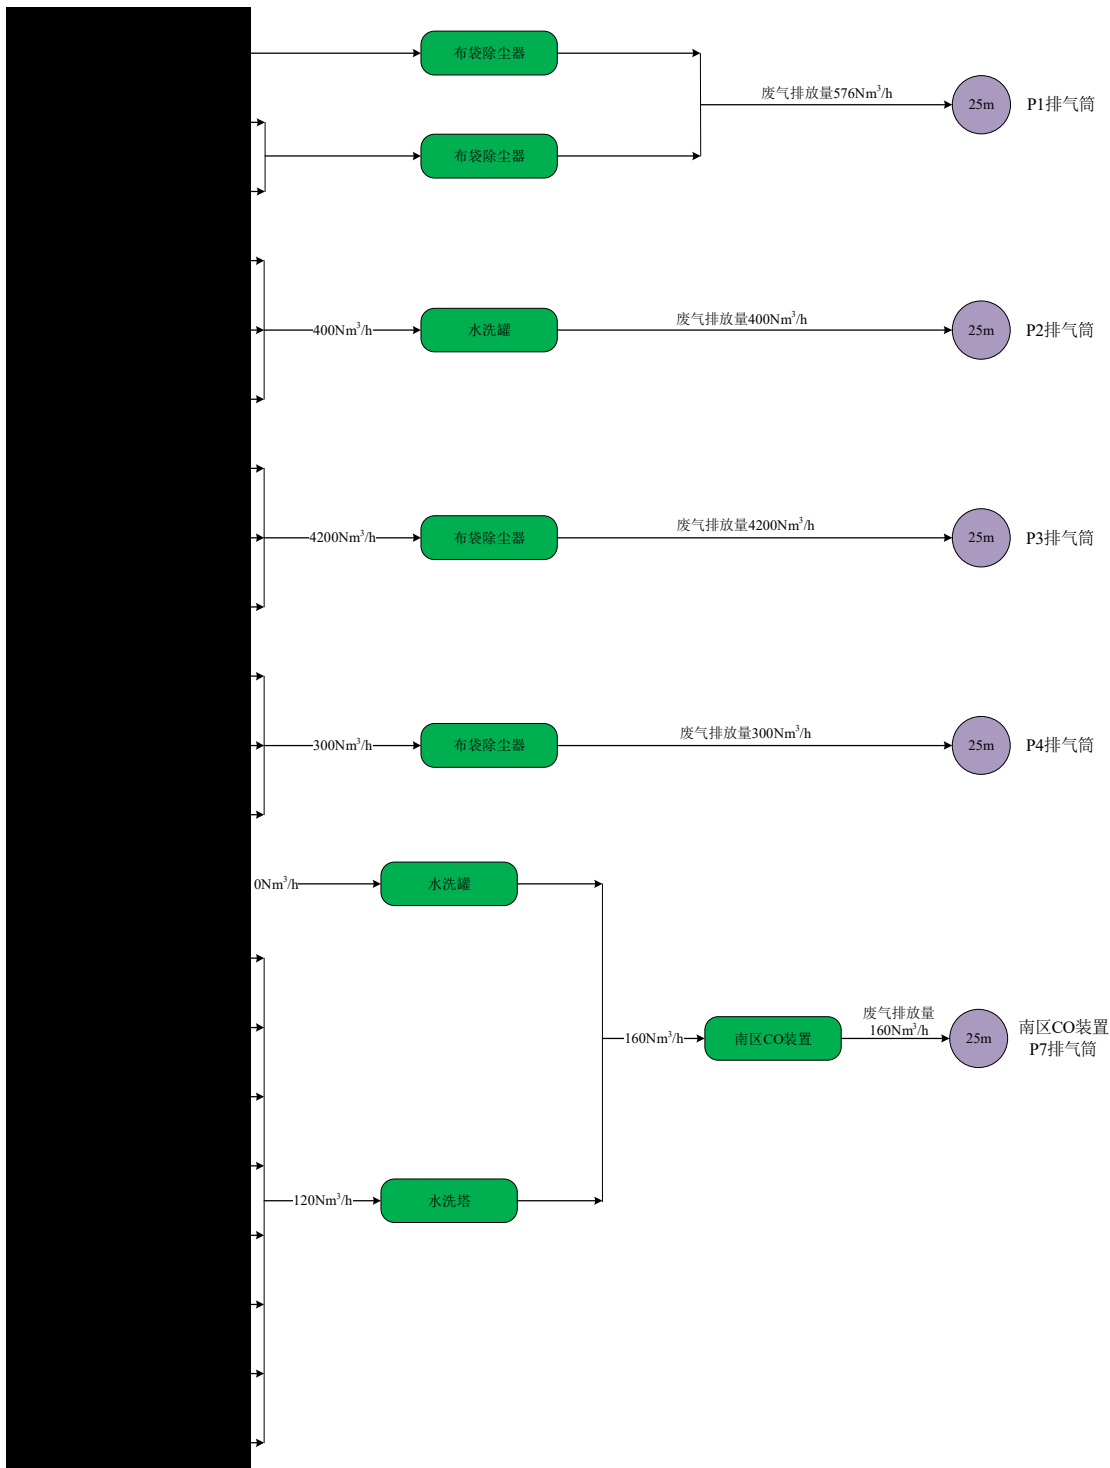 布袋除尘器
废气排放量576Nm³/h
25m
P1排气筒
布袋除尘器
400Nm³/h
水洗罐
废气排放量400Nm³/h
25m
P2排气筒
4200Nm³/h
布袋除尘器
废气排放量4200Nm³/h
25m
P3排气筒
300Nm³/h
布袋除尘器
废气排放量300Nm³/h
25m
P4排气筒
0Nm³/h
水洗罐
160Nm³/h
南区CO装置
废气排放量
160Nm³/h
25m
南区CO装置
P7排气筒
120Nm³/h
水洗塔